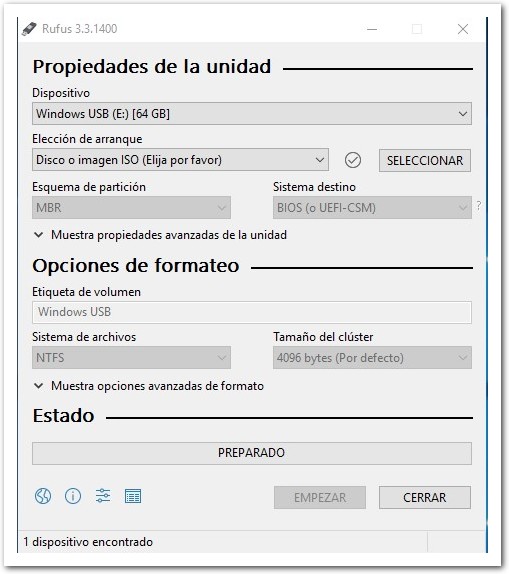 Rufus 3.3.1400
Propiedades de la unidad
Dispositivo
Windows USB (E:) [64 GB]
Elección de arranque
Disco o imagen ISO (Elija por favor)
SELECCIONAR
Esquema de partición
Sistema destino
MBR
BIOS (o UEFI-CSM)
?
Muestra propiedades avanzadas de la unidad
Opciones de formateo
Etiqueta de volumen
Windows USB
Sistema de archivos
Tamaño del clúster
NTFS
4096 bytes (Por defecto)
Muestra opciones avanzadas de formato
Estado
PREPARADO
EMPEZAR
CERRAR
1 dispositivo encontrado